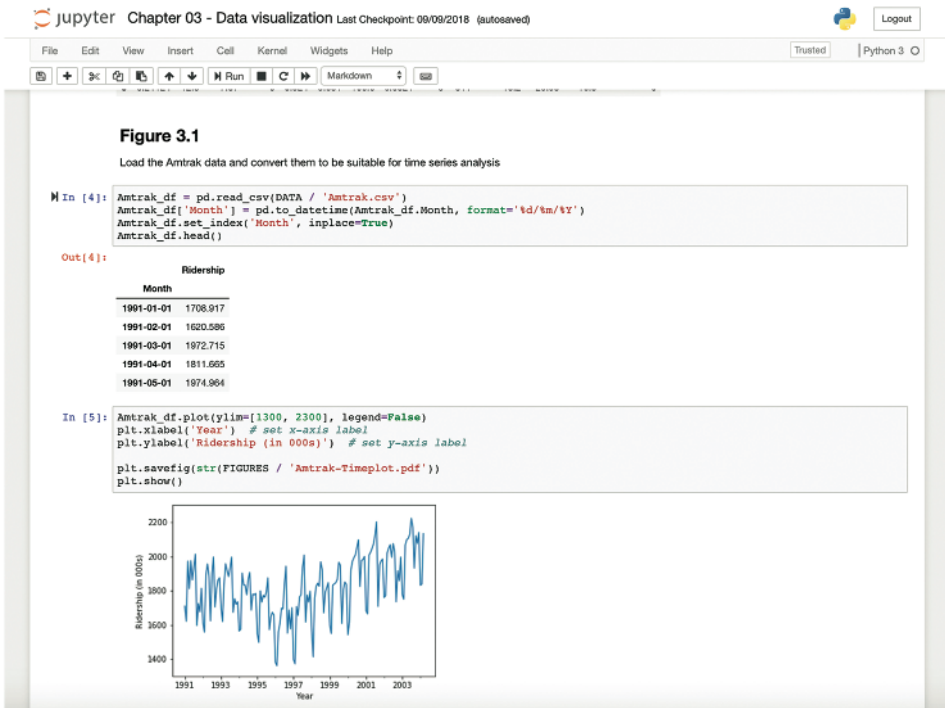 jupyter Chapter 03 - Data visualization Last Checkpoint: 09/09/2018 (autosaved)
Logout
File Edit View Insert Cell Kernel Widgets Help
Trusted
Python 3
Run
Markdown
Figure 3.1
Load the Amtrak data and convert them to be suitable for time series analysis
In [4]: Amtrak_df = pd.read_csv(DATA / 'Amtrak.csv')
Amtrak_df['Month'] = pd.to_datetime(Amtrak_df.Month, format='%d/%m/%Y')
Amtrak_df.set_index('Month', inplace=True)
Amtrak_df.head()
Out[4]:
Ridership
Month
1991-01-01 1708.917
1991-02-01 1620.586
1991-03-01 1972.715
1991-04-01 1811.665
1991-05-01 1974.964
In [5]: Amtrak_df.plot(ylim=[1300, 2300], legend=False)
plt.xlabel('Year') # set x-axis label
plt.ylabel('Ridership (in 000s)') # set y-axis label
plt.savefig(str(FIGURES / 'Amtrak-Timeplot.pdf'))
plt.show()
Ridership (in 000s)
2200
2000
1800
1600
1400
1991 1993 1995 1997 1999 2001 2003
Year